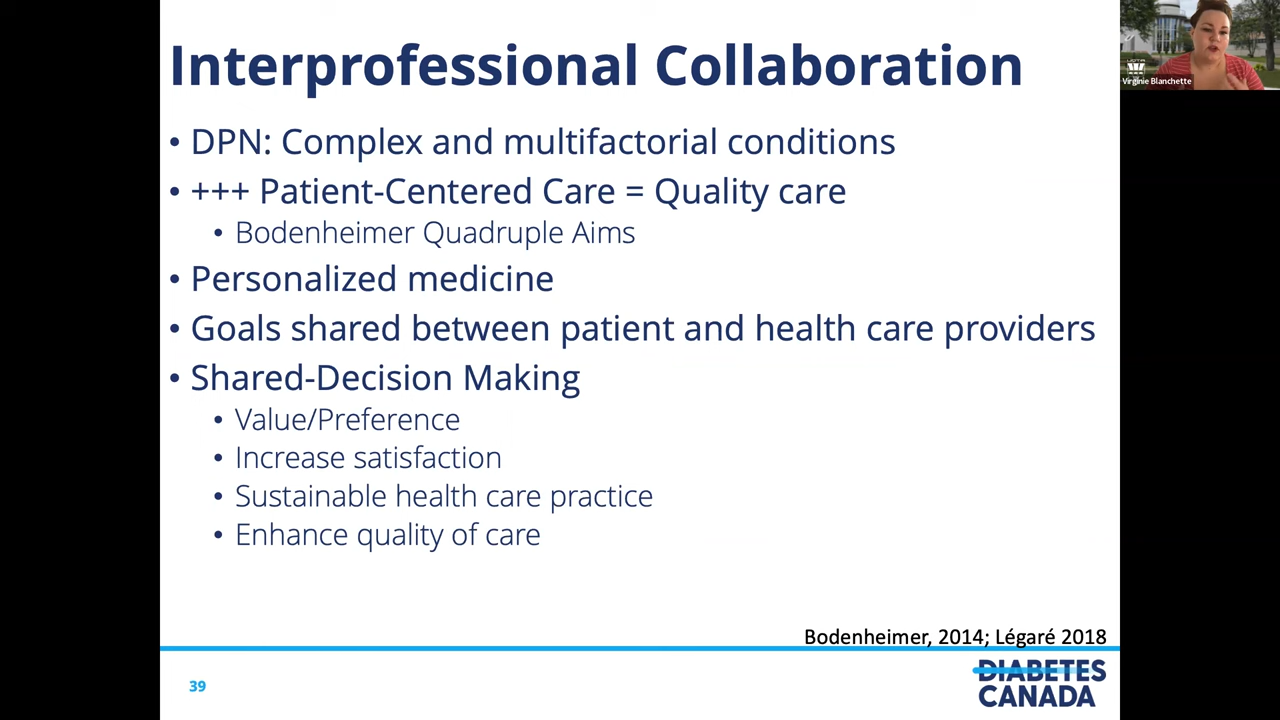 Interprofessional Collaboration
• DPN: Complex and multifactorial conditions
• +++ Patient-Centered Care = Quality care
• Bodenheimer Quadruple Aims
• Personalized medicine
• Goals shared between patient and health care providers
• Shared-Decision Making
• Value/Preference
• Increase satisfaction
• Sustainable health care practice
• Enhance quality of care
Bodenheimer, 2014; Légaré 2018
39
DIABETES
CANADA
UQTR
Virginie Blanchette